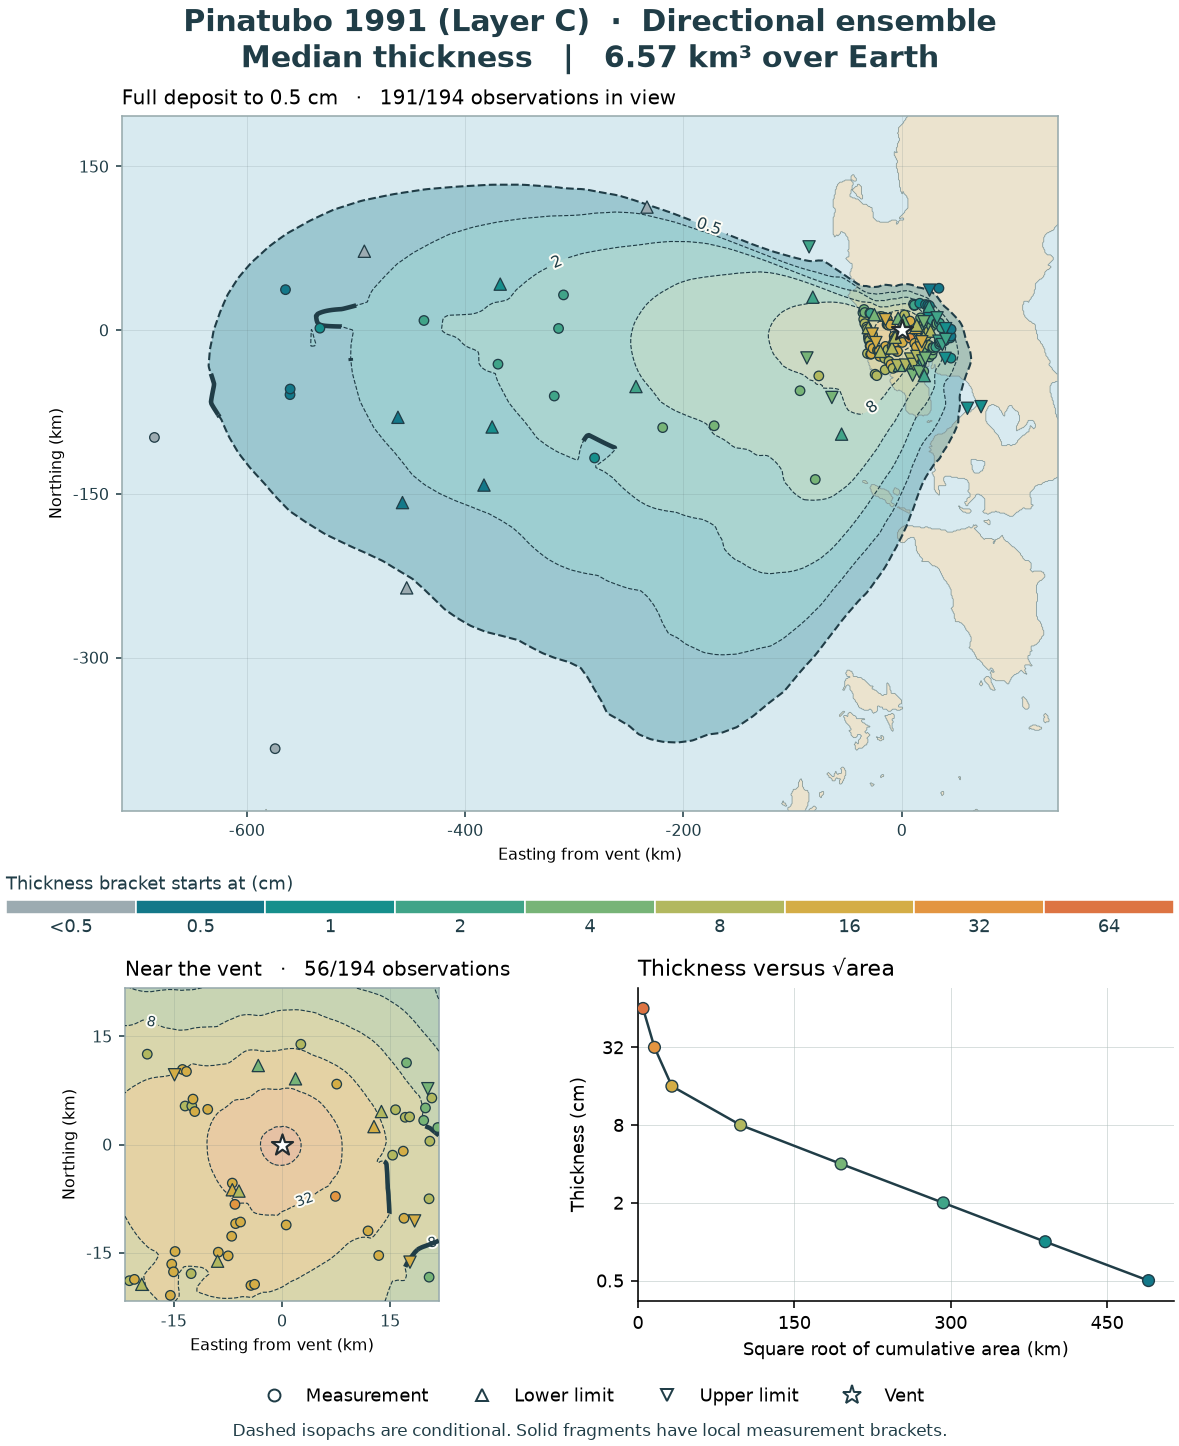 Pinatubo 1991 (Layer C)  ·  Directional ensemble
Median thickness   |   6.57 km³ over Earth
Full deposit to 0.5 cm   ·   191/194 observations in view
150
0
-150
-300
Northing (km)
0.5
2
8
-600
-400
-200
0
Easting from vent (km)
Thickness bracket starts at (cm)
<0.5
0.5
1
2
4
8
16
32
64
Near the vent   ·   56/194 observations
15
0
-15
Northing (km)
8
32
8
-15
0
15
Easting from vent (km)
Thickness versus √area
32
8
2
0.5
Thickness (cm)
0
150
300
450
Square root of cumulative area (km)
Measurement
Lower limit
Upper limit
Vent
Dashed isopachs are conditional. Solid fragments have local measurement brackets.